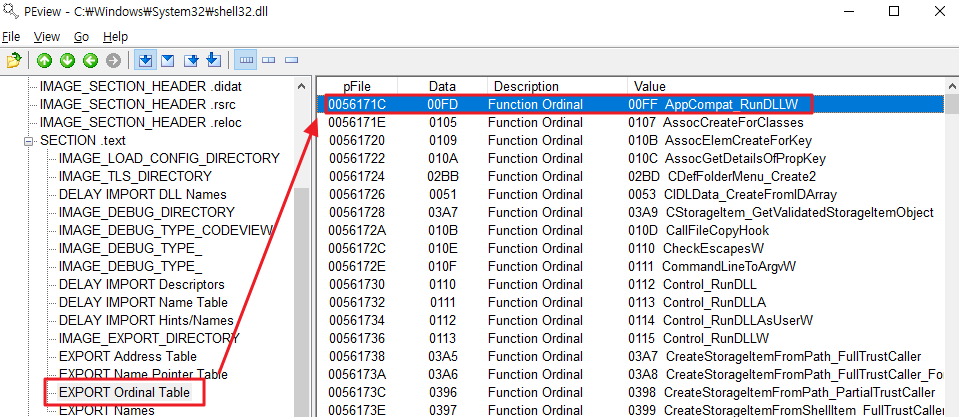 PEview - C:₩Windows₩System32₩shell32.dll
File View Go Help
IMAGE_SECTION_HEADER .didat
IMAGE_SECTION_HEADER .rsrc
IMAGE_SECTION_HEADER .reloc
SECTION .text
IMAGE_LOAD_CONFIG_DIRECTORY
IMAGE_TLS_DIRECTORY
DELAY IMPORT DLL Names
IMAGE_DEBUG_DIRECTORY
IMAGE_DEBUG_TYPE_CODEVIEW
IMAGE_DEBUG_TYPE_
IMAGE_DEBUG_TYPE_
DELAY IMPORT Descriptors
DELAY IMPORT Name Table
DELAY IMPORT Hints/Names
IMAGE_EXPORT_DIRECTORY
EXPORT Address Table
EXPORT Name Pointer Table
EXPORT Ordinal Table
EXPORT Names
pFile Data Description Value
0056171C 00FD Function Ordinal 00FF AppCompat_RunDLLW
0056171E 0105 Function Ordinal 0107 AssocCreateForClasses
00561720 0109 Function Ordinal 010B AssocElemCreateForKey
00561722 010A Function Ordinal 010C AssocGetDetailsOfPropKey
00561724 02BB Function Ordinal 02BD CDefFolderMenu_Create2
00561726 0051 Function Ordinal 0053 CIDLData_CreateFromIDArray
00561728 03A7 Function Ordinal 03A9 CStorageItem_GetValidatedStorageItemObject
0056172A 010B Function Ordinal 010D CallFileCopyHook
0056172C 010E Function Ordinal 0110 CheckEscapesW
0056172E 010F Function Ordinal 0111 CommandLineToArgvW
00561730 0110 Function Ordinal 0112 Control_RunDLL
00561732 0111 Function Ordinal 0113 Control_RunDLLA
00561734 0112 Function Ordinal 0114 Control_RunDLLAsUserW
00561736 0113 Function Ordinal 0115 Control_RunDLLW
00561738 03A5 Function Ordinal 03A7 CreateStorageItemFromPath_FullTrustCaller
0056173A 03A6 Function Ordinal 03A8 CreateStorageItemFromPath_FullTrustCaller_Fo
0056173C 0396 Function Ordinal 0398 CreateStorageItemFromPath_PartialTrustCaller
0056173E 0397 Function Ordinal 0399 CreateStorageItemFromShellItem_FullTrustCaller